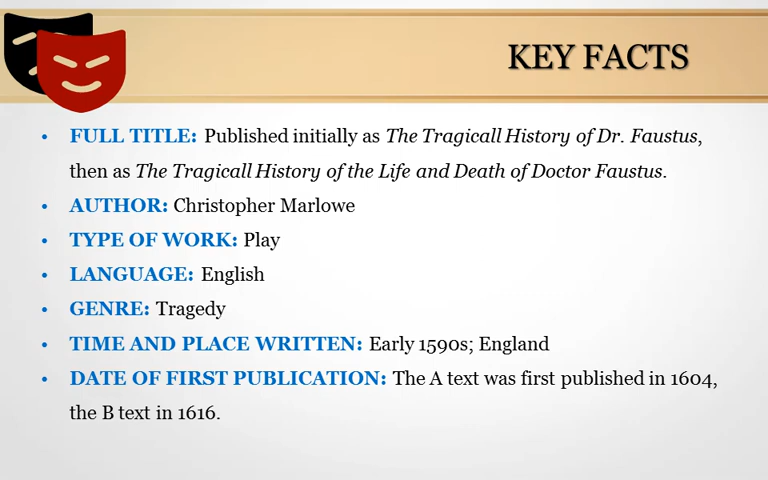 KEY FACTS
• FULL TITLE: Published initially as The Tragicall History of Dr. Faustus,
then as The Tragicall History of the Life and Death of Doctor Faustus.
• AUTHOR: Christopher Marlowe
• TYPE OF WORK: Play
• LANGUAGE: English
• GENRE: Tragedy
• TIME AND PLACE WRITTEN: Early 1590s; England
• DATE OF FIRST PUBLICATION: The A text was first published in 1604,
the B text in 1616.